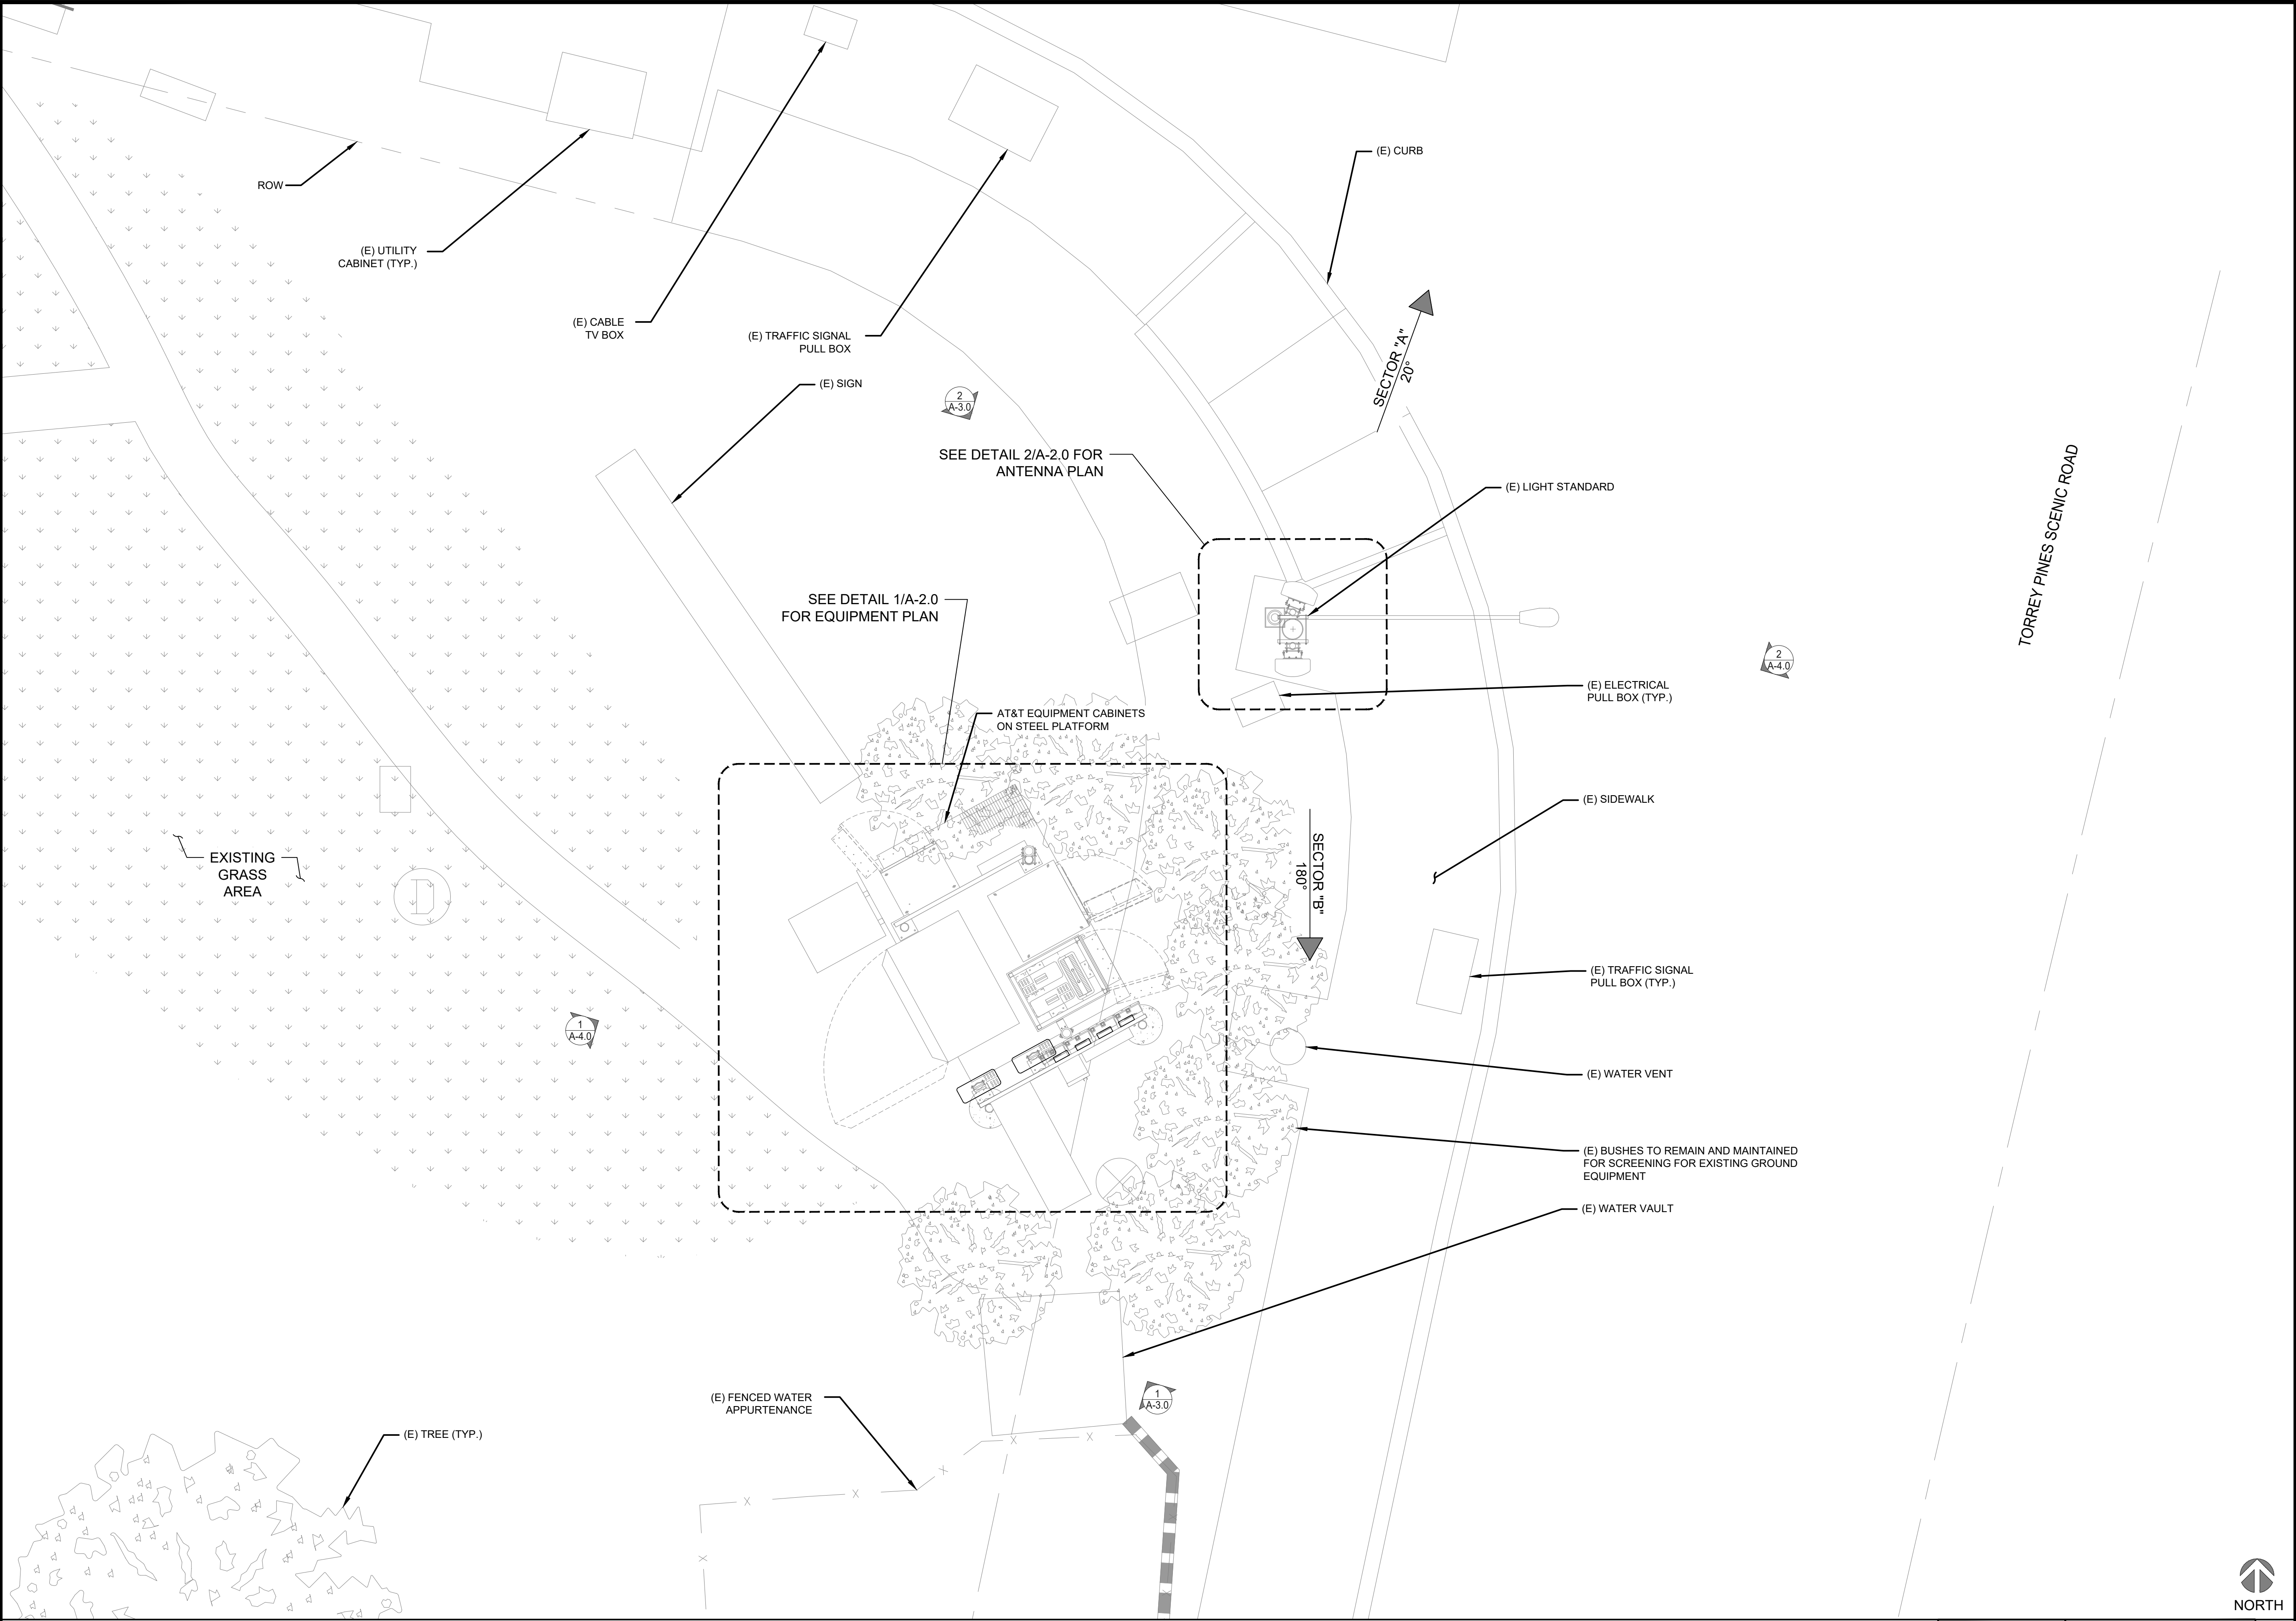 (E) CURB
ROW
(E) UTILITY
CABINET (TYP.)
(E) CABLE
TV BOX
(E) TRAFFIC SIGNAL
PULL BOX
(E) SIGN
2
A-3.0
SECTOR "A"
20°
SEE DETAIL 2/A-2.0 FOR
ANTENNA PLAN
(E) LIGHT STANDARD
TORREY PINES SCENIC ROAD
SEE DETAIL 1/A-2.0
FOR EQUIPMENT PLAN
2
A-4.0
(E) ELECTRICAL
PULL BOX (TYP.)
AT&T EQUIPMENT CABINETS
ON STEEL PLATFORM
(E) SIDEWALK
EXISTING
GRASS
AREA
D
SECTOR "B"
180°
(E) TRAFFIC SIGNAL
PULL BOX (TYP.)
1
A-4.0
(E) WATER VENT
(E) BUSHES TO REMAIN AND MAINTAINED
FOR SCREENING FOR EXISTING GROUND
EQUIPMENT
(E) WATER VAULT
(E) FENCED WATER
APPURTENANCE
1
A-3.0
(E) TREE (TYP.)
NORTH